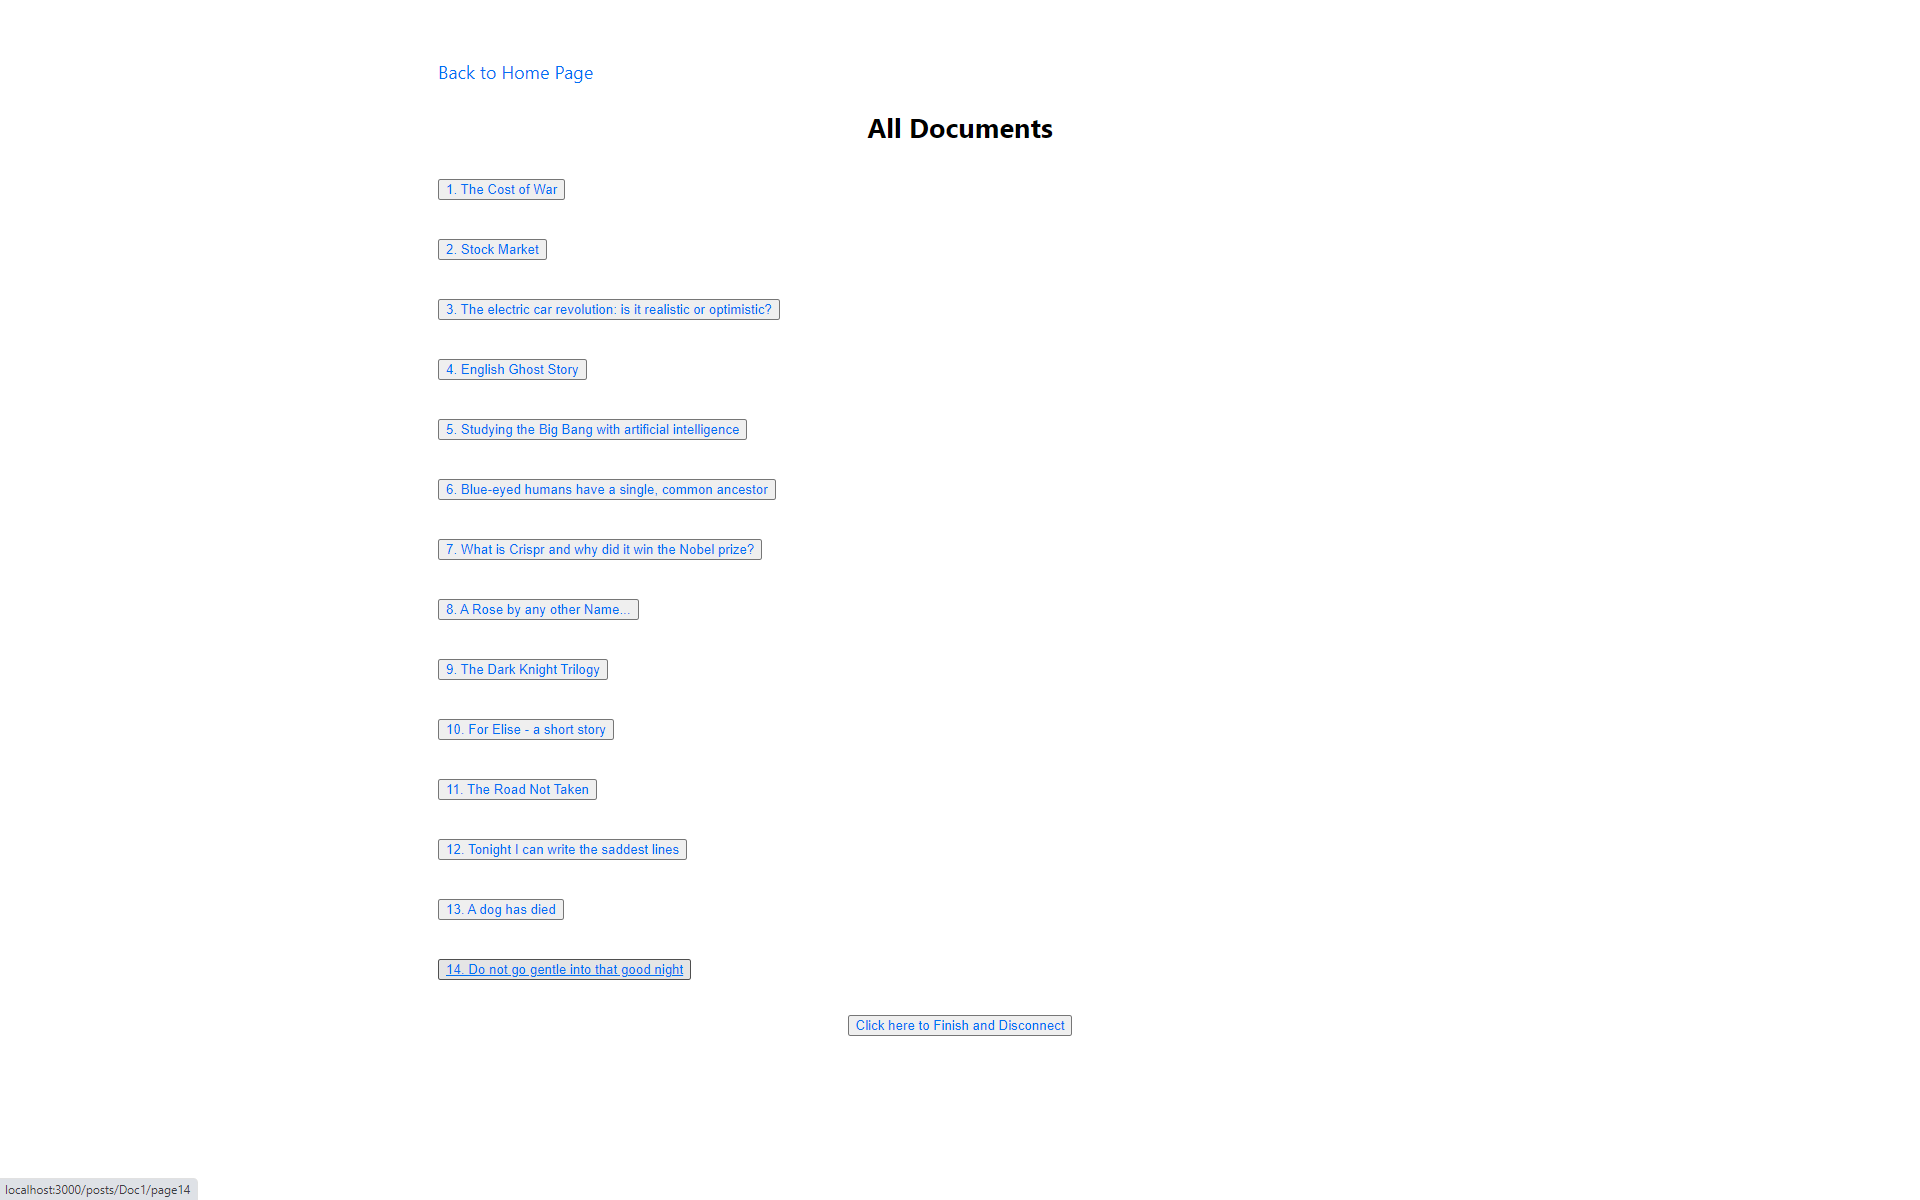 Back to Home Page
All Documents
1. The Cost of War
2. Stock Market
3. The electric car revolution: is it realistic or optimistic?
4. English Ghost Story
5. Studying the Big Bang with artificial intelligence
6. Blue-eyed humans have a single, common ancestor
7. What is Crispr and why did it win the Nobel prize?
8. A Rose by any other Name...
9. The Dark Knight Trilogy
10. For Elise - a short story
11. The Road Not Taken
12. Tonight I can write the saddest lines
13. A dog has died
14. Do not go gentle into that good night
Click here to Finish and Disconnect
localhost:3000/posts/Doc1/page14